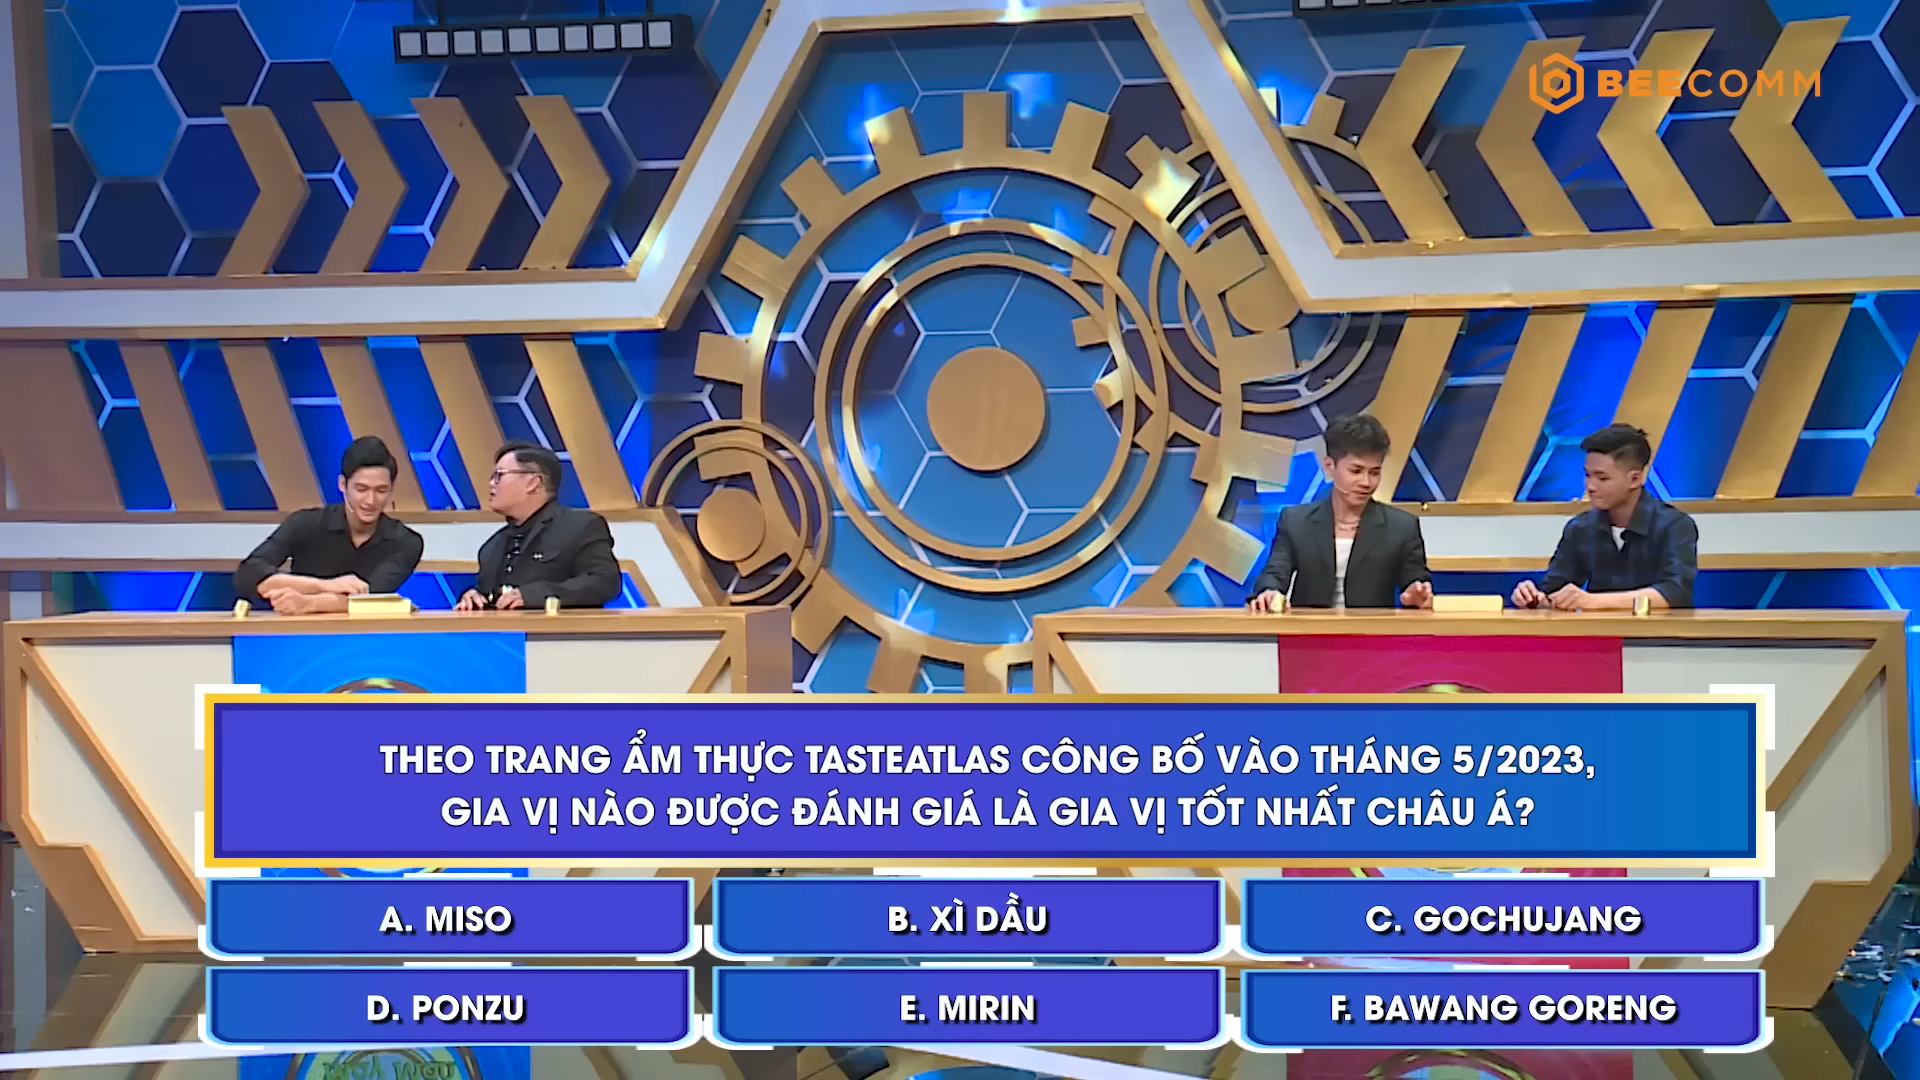 BEECOMM
THEO TRANG ẨM THỰC TASTEATLAS CÔNG BỐ VÀO THÁNG 5/2023,
GIA VỊ NÀO ĐƯỢC ĐÁNH GIÁ LÀ GIA VỊ TỐT NHẤT CHÂU Á?
A. MISO
B. XÌ DẦU
C. GOCHUJANG
D. PONZU
E. MIRIN
F. BAWANG GORENG